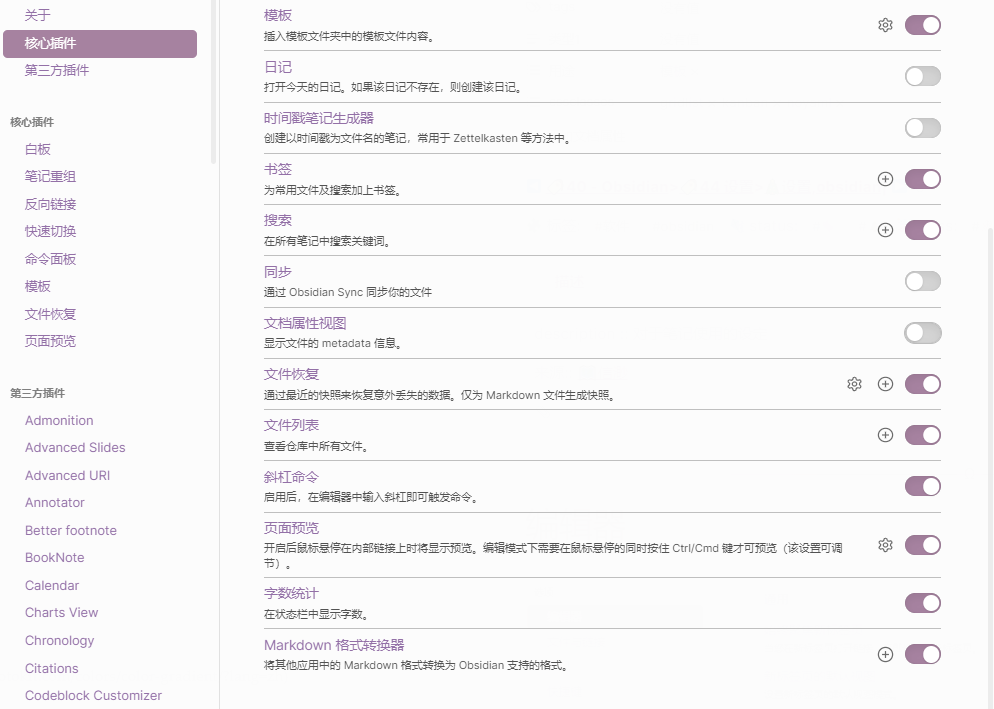 关于
核心插件
第三方插件
核心插件
白板
笔记重组
反向链接
快速切换
命令面板
模板
文件恢复
页面预览
第三方插件
Admonition
Advanced Slides
Advanced URI
Annotator
Better footnote
BookNote
Calendar
Charts View
Chronology
Citations
Codeblock Customizer
模板
插入模板文件夹中的模板文件内容。
日记
打开今天的日记。如果该日记不存在，则创建该日记。
时间戳笔记生成器
创建以时间戳为文件名的笔记，常用于 Zettelkasten 等方法中。
书签
为常用文件及搜索加上书签。
搜索
在所有笔记中搜索关键词。
同步
通过 Obsidian Sync 同步你的文件
文档属性视图
显示文件的 metadata 信息。
文件恢复
通过最近的快照来恢复意外丢失的数据。仅为 Markdown 文件生成快照。
文件列表
查看仓库中所有文件。
斜杠命令
启用后，在编辑器中输入斜杠即可触发命令。
页面预览
开启后鼠标悬停在内部链接上时将显示预览。编辑模式下需要在鼠标悬停的同时按住 Ctrl/Cmd 键才可预览（该设置可调
节）。
字数统计
在状态栏中显示字数。
Markdown 格式转换器
将其他应用中的 Markdown 格式转换为 Obsidian 支持的格式。